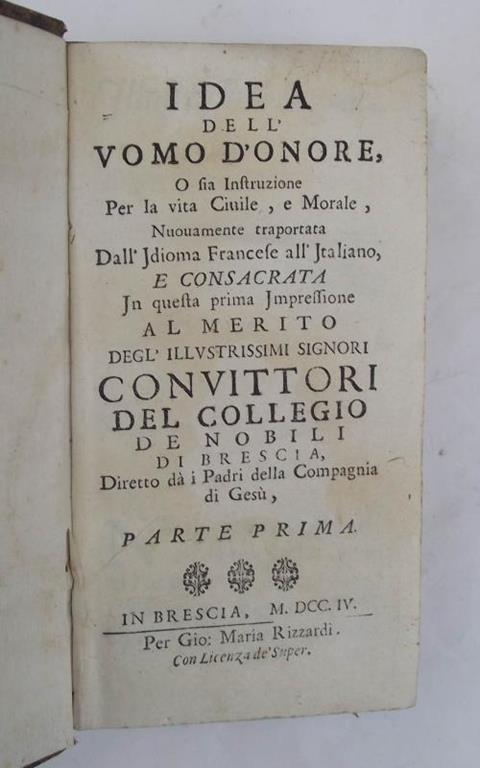 IDEA
DELL'
VOMO D'ONORE,
O ſia Inſtruzione
Per la vita Ciuile, e Morale,
Nuouamente traportata
Dall' Jdioma Franceſe all' Jtaliano,
E CONSACRATA
Jn queſta prima Jmpreſſione
AL MERITO
DEGL' ILLVSTRISSIMI SIGNORI
CONVITTORI
DEL COLLEGIO
DE NOBILI
DI BRESCIA,
Diretto dà i Padri della Compagnia
di Gesù,
PARTE PRIMA.
IN BRESCIA, M. DCC. IV.
Per Gio: Maria Rizzardi.
Con Licenza de' Super.